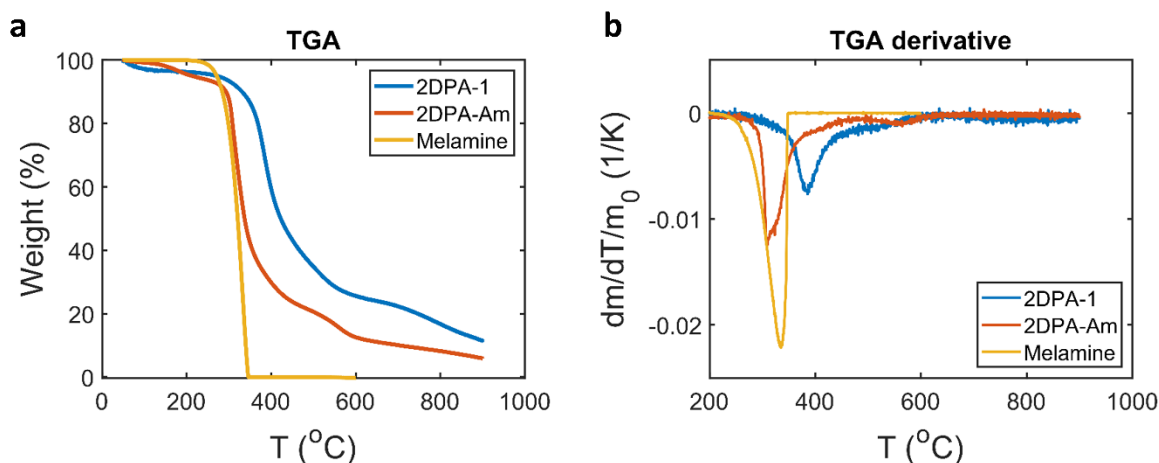 a
TGA
100
80
60
40
20
0
Weight (%)
2DPA-1
2DPA-Am
Melamine
0 200 400 600 800 1000
T (°C)
b
TGA derivative
0
-0.01
-0.02
dm/dT/m₀ (1/K)
2DPA-1
2DPA-Am
Melamine
200 400 600 800 1000
T (°C)